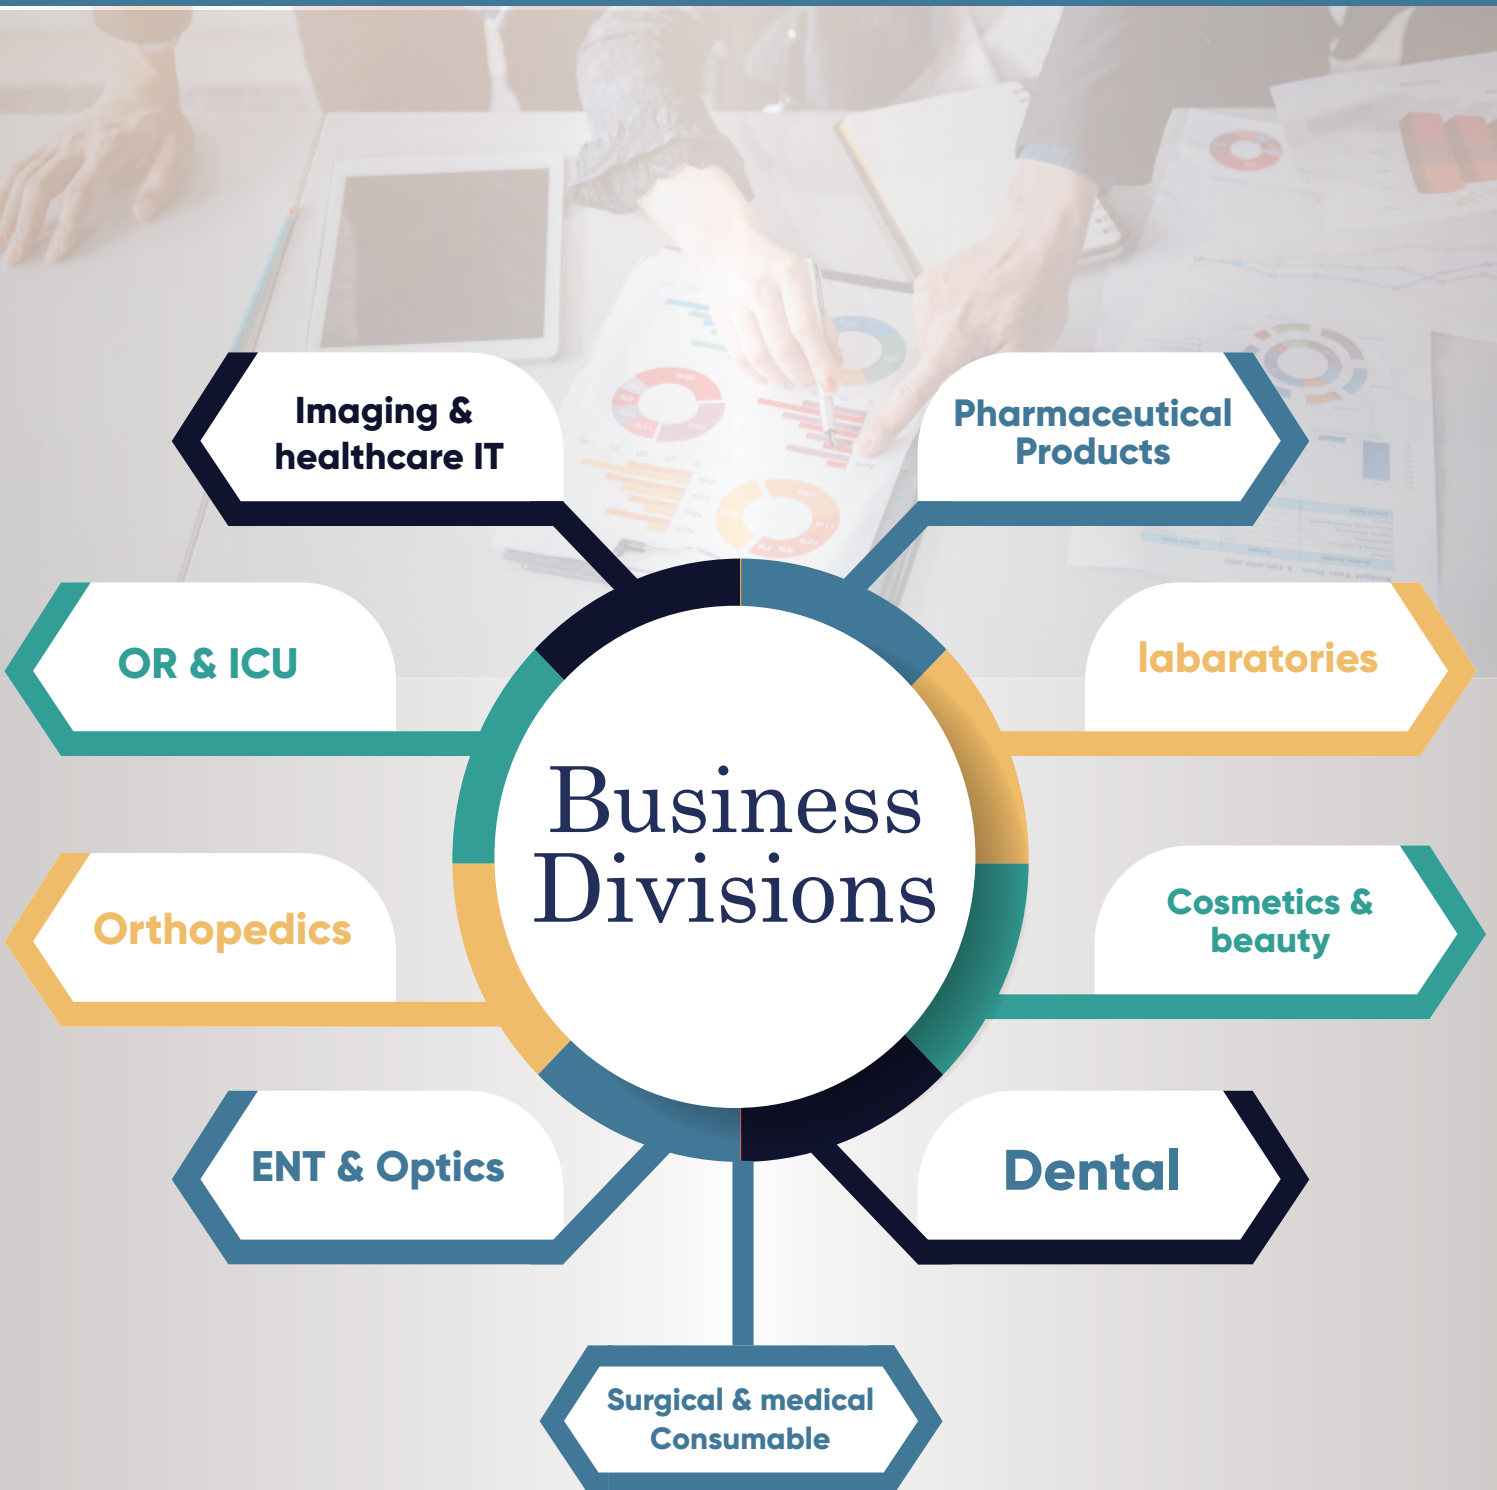 Imaging &
healthcare IT
Pharmaceutical
Products
OR & ICU
labaratories
Business
Divisions
Orthopedics
Cosmetics &
beauty
ENT & Optics
Dental
Surgical & medical
Consumable